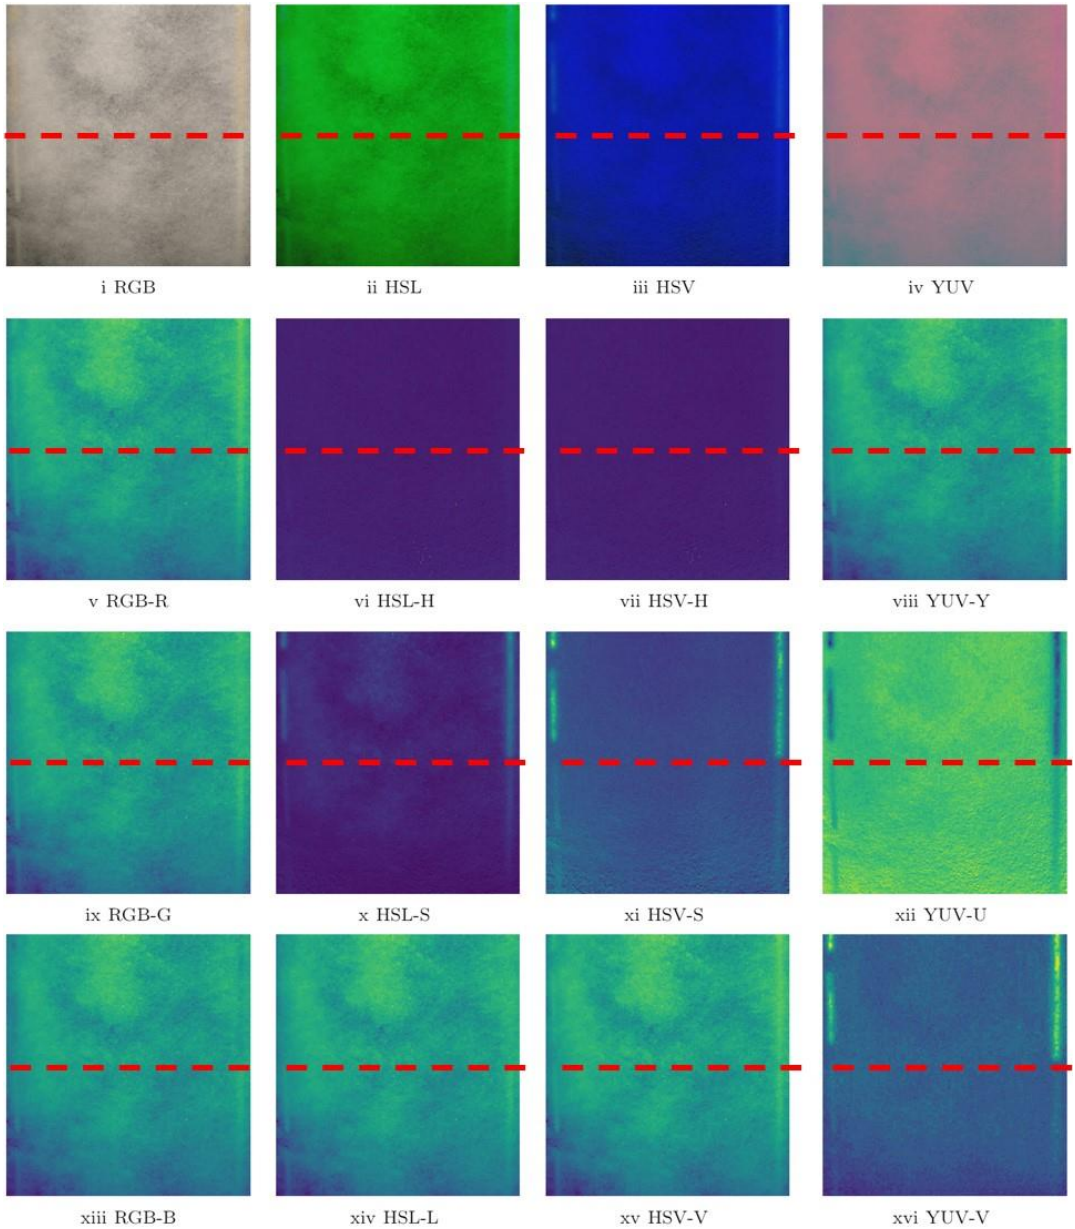 i RGB
ii HSL
iii HSV
iv YUV
v RGB-R
vi HSL-H
vii HSV-H
viii YUV-Y
ix RGB-G
x HSL-S
xi HSV-S
xii YUV-U
xiii RGB-B
xiv HSL-L
xv HSV-V
xvi YUV-V